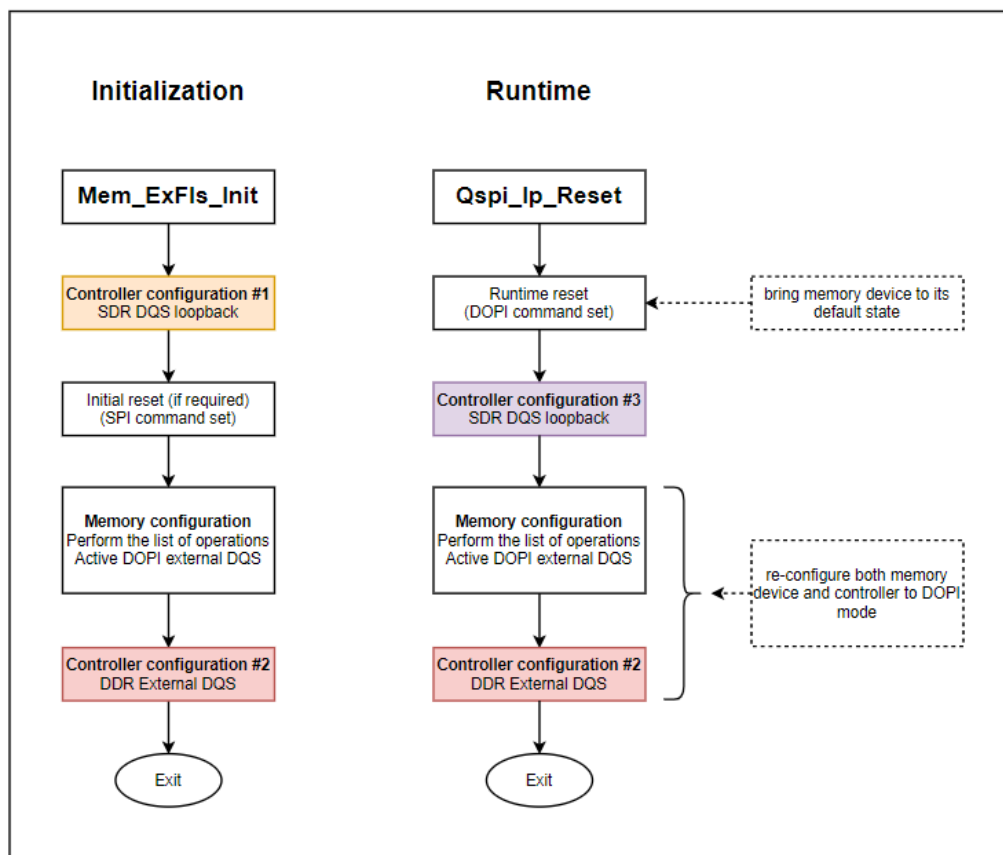 Initialization
Runtime
Mem_ExFls_Init
Qspi_Ip_Reset
Controller configuration #1
SDR DQS loopback
Runtime reset
(DOPI command set)
bring memory device to its
default state
Initial reset (if required)
(SPI command set)
Controller configuration #3
SDR DQS loopback
Memory configuration
Perform the list of operations
Active DOPI external DQS
Memory configuration
Perform the list of operations
Active DOPI external DQS
re-configure both memory
device and controller to DOPI
mode
Controller configuration #2
DDR External DQS
Controller configuration #2
DDR External DQS
Exit
Exit